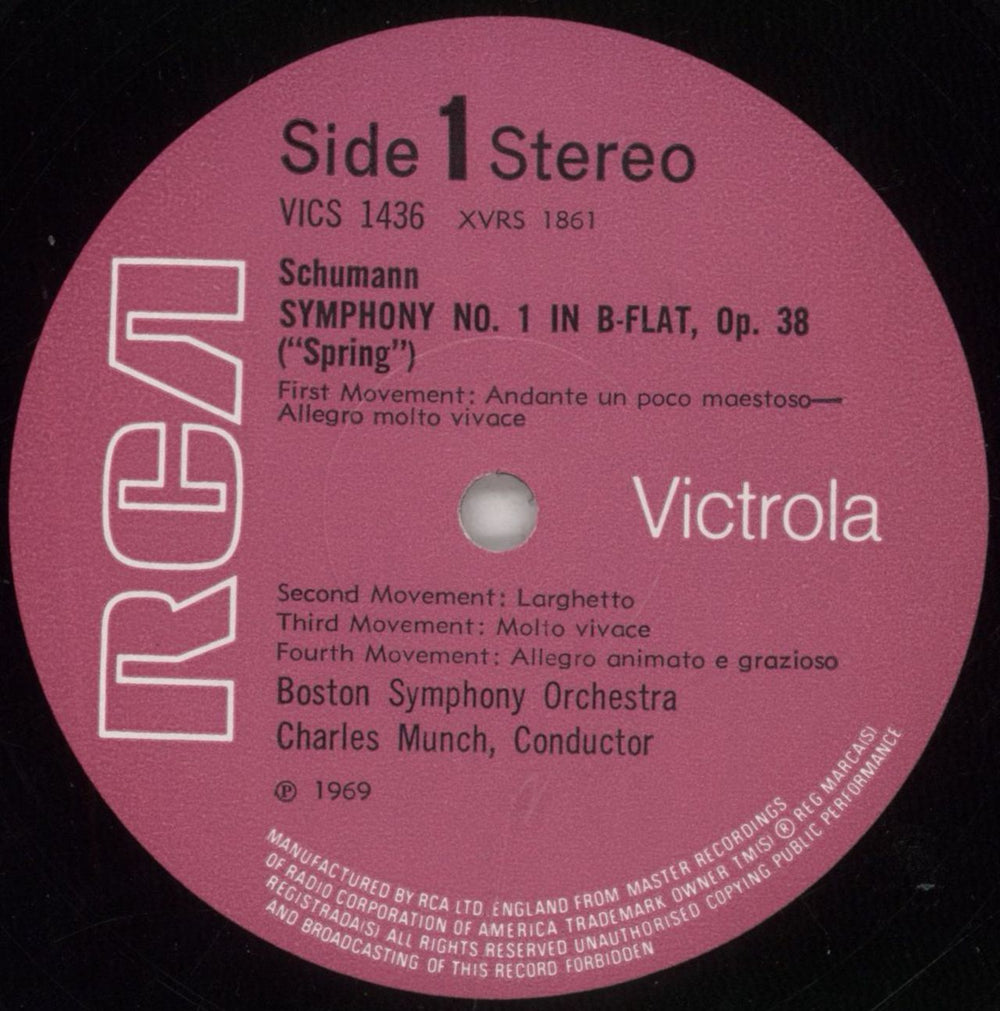 Side 1 Stereo
VICS 1436 XVRS 1861
Schumann
SYMPHONY NO. 1 IN B-FLAT, Op. 38
("Spring")
First Movement: Andante un poco maestoso—
Allegro molto vivace
RCA
Victrola
Second Movement: Larghetto
Third Movement: Molto vivace
Fourth Movement: Allegro animato e grazioso
Boston Symphony Orchestra
Charles Munch, Conductor
℗ 1969
MANUFACTURED BY RCA LTD. ENGLAND FROM MASTER RECORDINGS
OF RADIO CORPORATION OF AMERICA TRADEMARK OWNER TM(S) ® REG MARCA(S)
REGISTRADA(S) ALL RIGHTS RESERVED UNAUTHORISED COPYING PUBLIC PERFORMANCE
AND BROADCASTING OF THIS RECORD FORBIDDEN